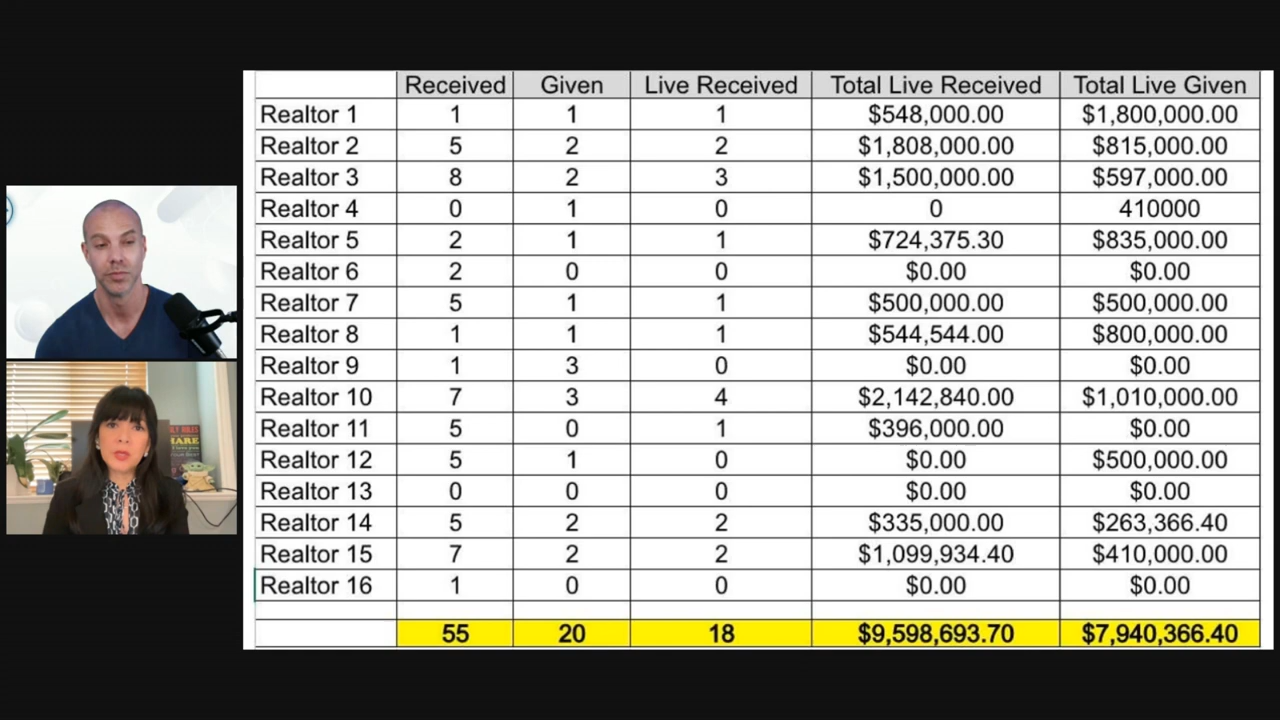 Received Given Live Received Total Live Received Total Live Given
Realtor 1 1 1 1 $548,000.00 $1,800,000.00
Realtor 2 5 2 2 $1,808,000.00 $815,000.00
Realtor 3 8 2 3 $1,500,000.00 $597,000.00
Realtor 4 0 1 0 0 410000
Realtor 5 2 1 1 $724,375.30 $835,000.00
Realtor 6 2 0 0 $0.00 $0.00
Realtor 7 5 1 1 $500,000.00 $500,000.00
Realtor 8 1 1 1 $544,544.00 $800,000.00
Realtor 9 1 3 0 $0.00 $0.00
Realtor 10 7 3 4 $2,142,840.00 $1,010,000.00
Realtor 11 5 0 1 $396,000.00 $0.00
Realtor 12 5 1 0 $0.00 $500,000.00
Realtor 13 0 0 0 $0.00 $0.00
Realtor 14 5 2 2 $335,000.00 $263,366.40
Realtor 15 7 2 2 $1,099,934.40 $410,000.00
Realtor 16 1 0 0 $0.00 $0.00
55 20 18 $9,598,693.70 $7,940,366.40